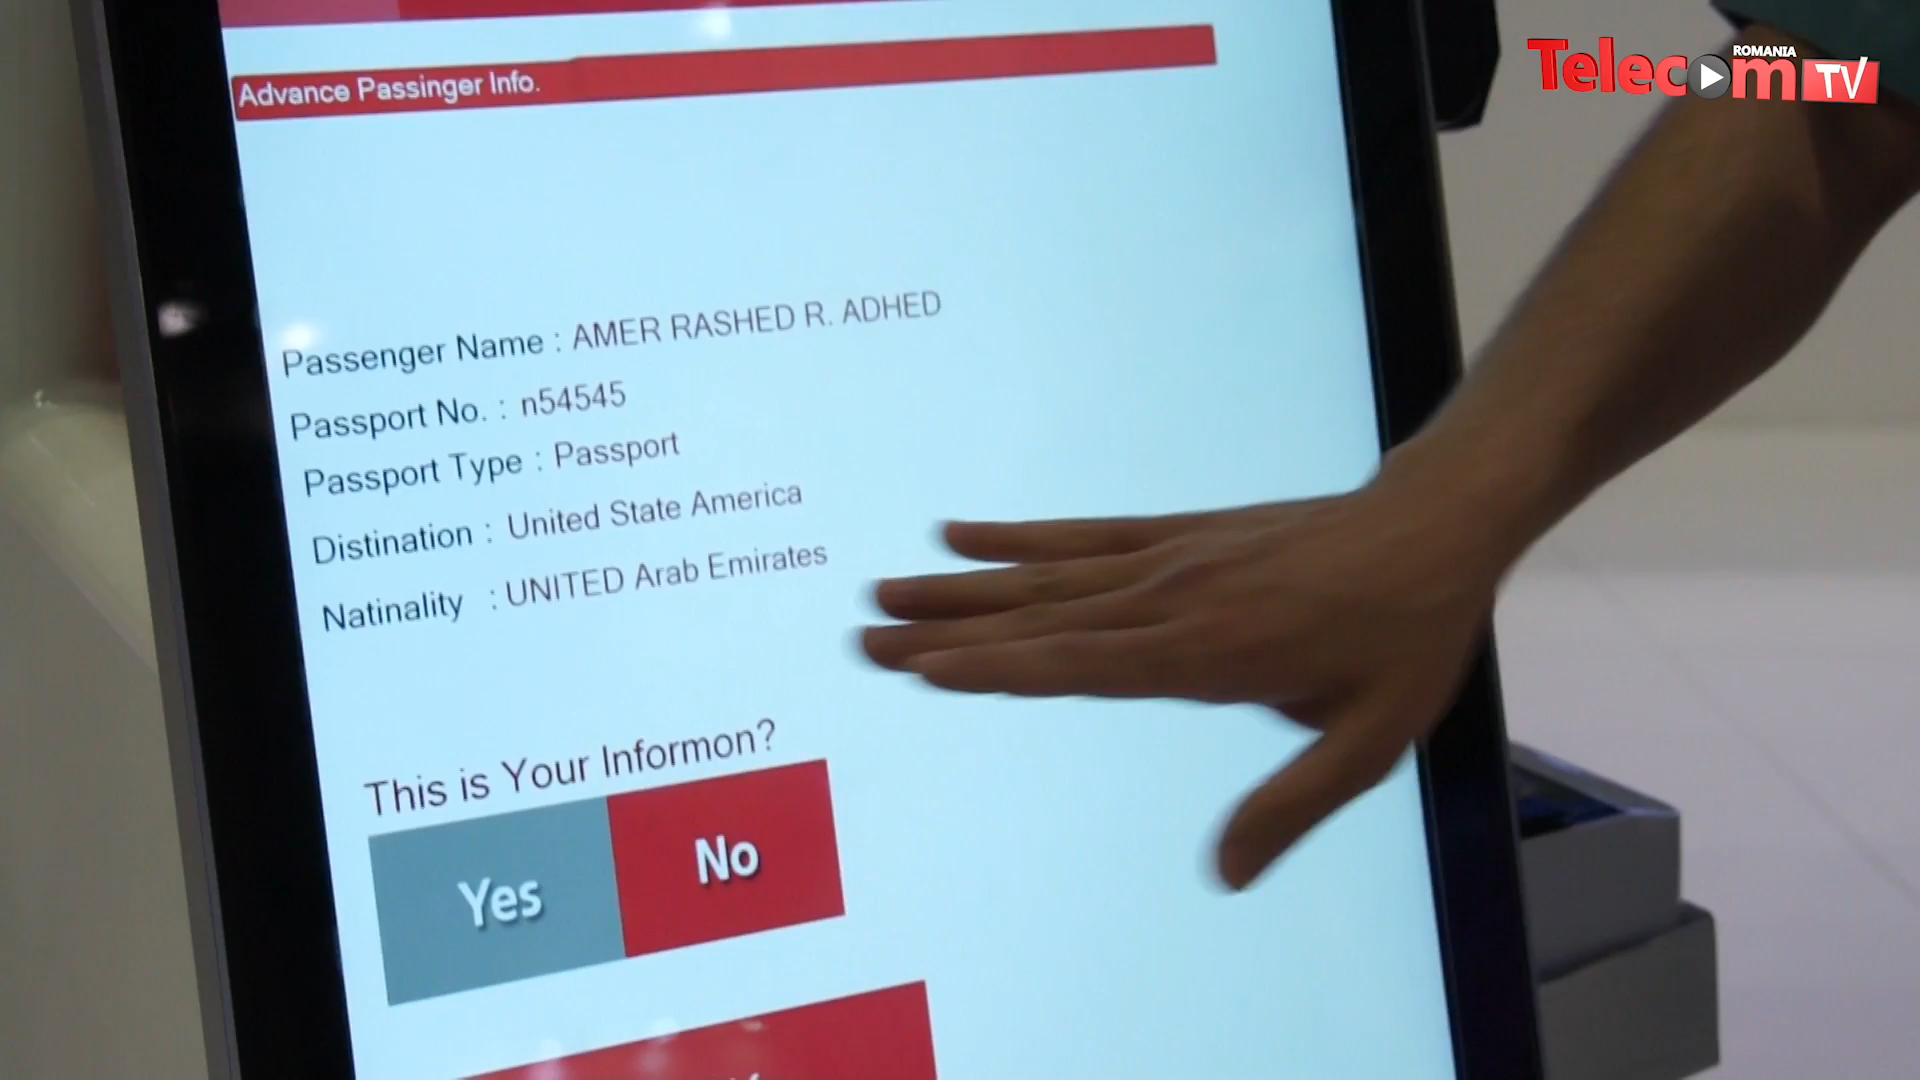 Telecom ROMANIA TV
Advance Passinger Info.
Passenger Name : AMER RASHED R. ADHED
Passport No. : n54545
Passport Type : Passport
Distination : United State America
Natinality : UNITED Arab Emirates
This is Your Informon?
Yes No